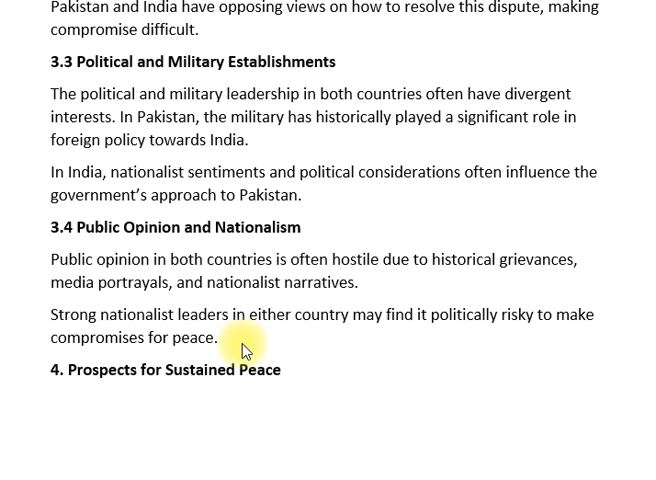 Pakistan and India have opposing views on how to resolve this dispute, making
compromise difficult.
3.3 Political and Military Establishments
The political and military leadership in both countries often have divergent
interests. In Pakistan, the military has historically played a significant role in
foreign policy towards India.
In India, nationalist sentiments and political considerations often influence the
government’s approach to Pakistan.
3.4 Public Opinion and Nationalism
Public opinion in both countries is often hostile due to historical grievances,
media portrayals, and nationalist narratives.
Strong nationalist leaders in either country may find it politically risky to make
compromises for peace.
4. Prospects for Sustained Peace